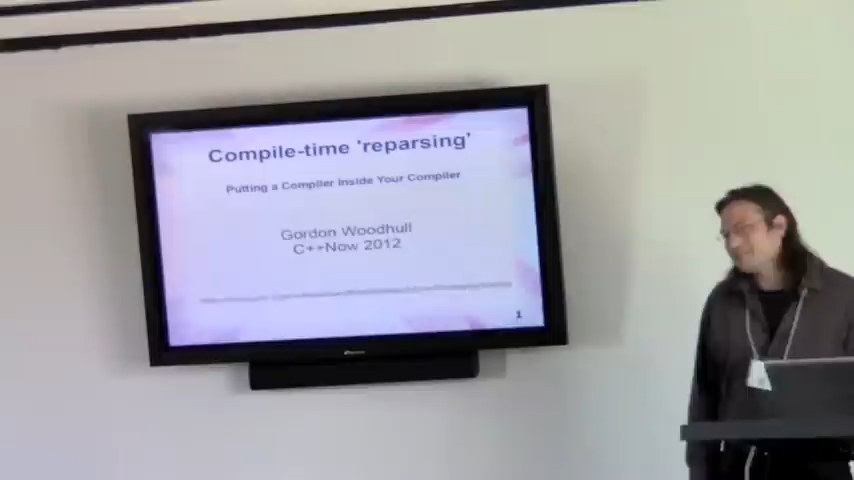 Compile-time 'reparsing'
Putting a Compiler Inside Your Compiler
Gordon Woodhull
C++Now 2012
1